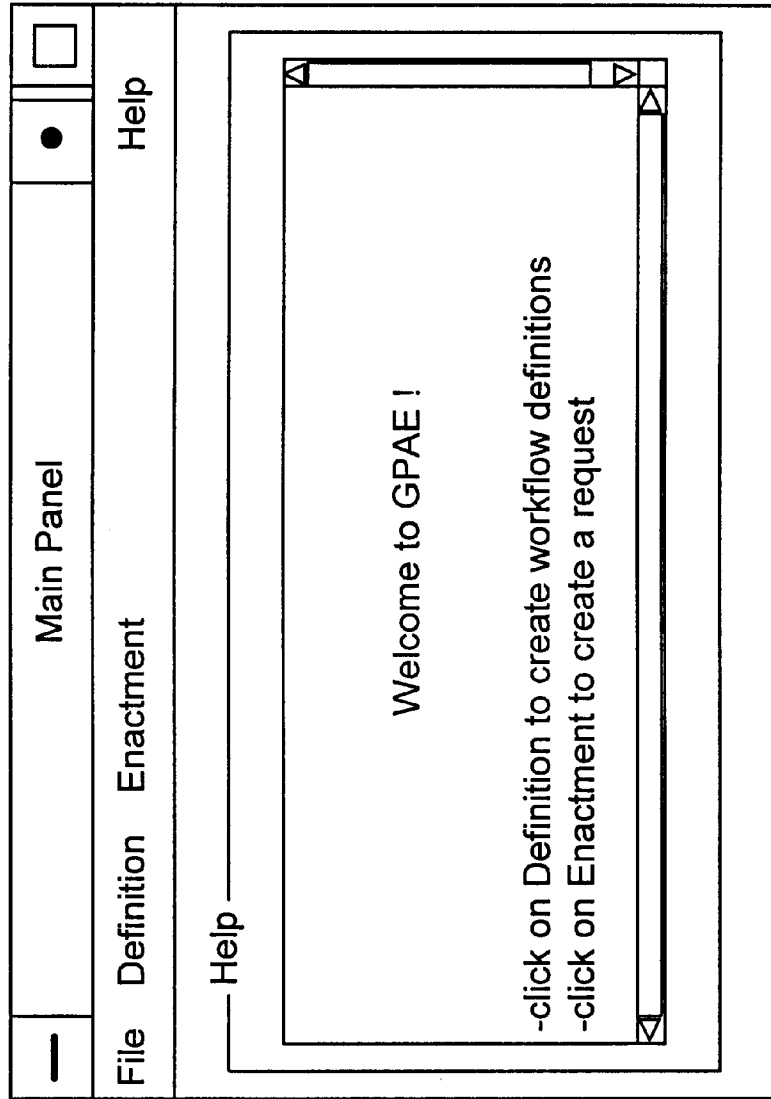 Main Panel
File Definition Enactment Help
Help
Welcome to GPAE !
-click on Definition to create workflow definitions
-click on Enactment to create a request